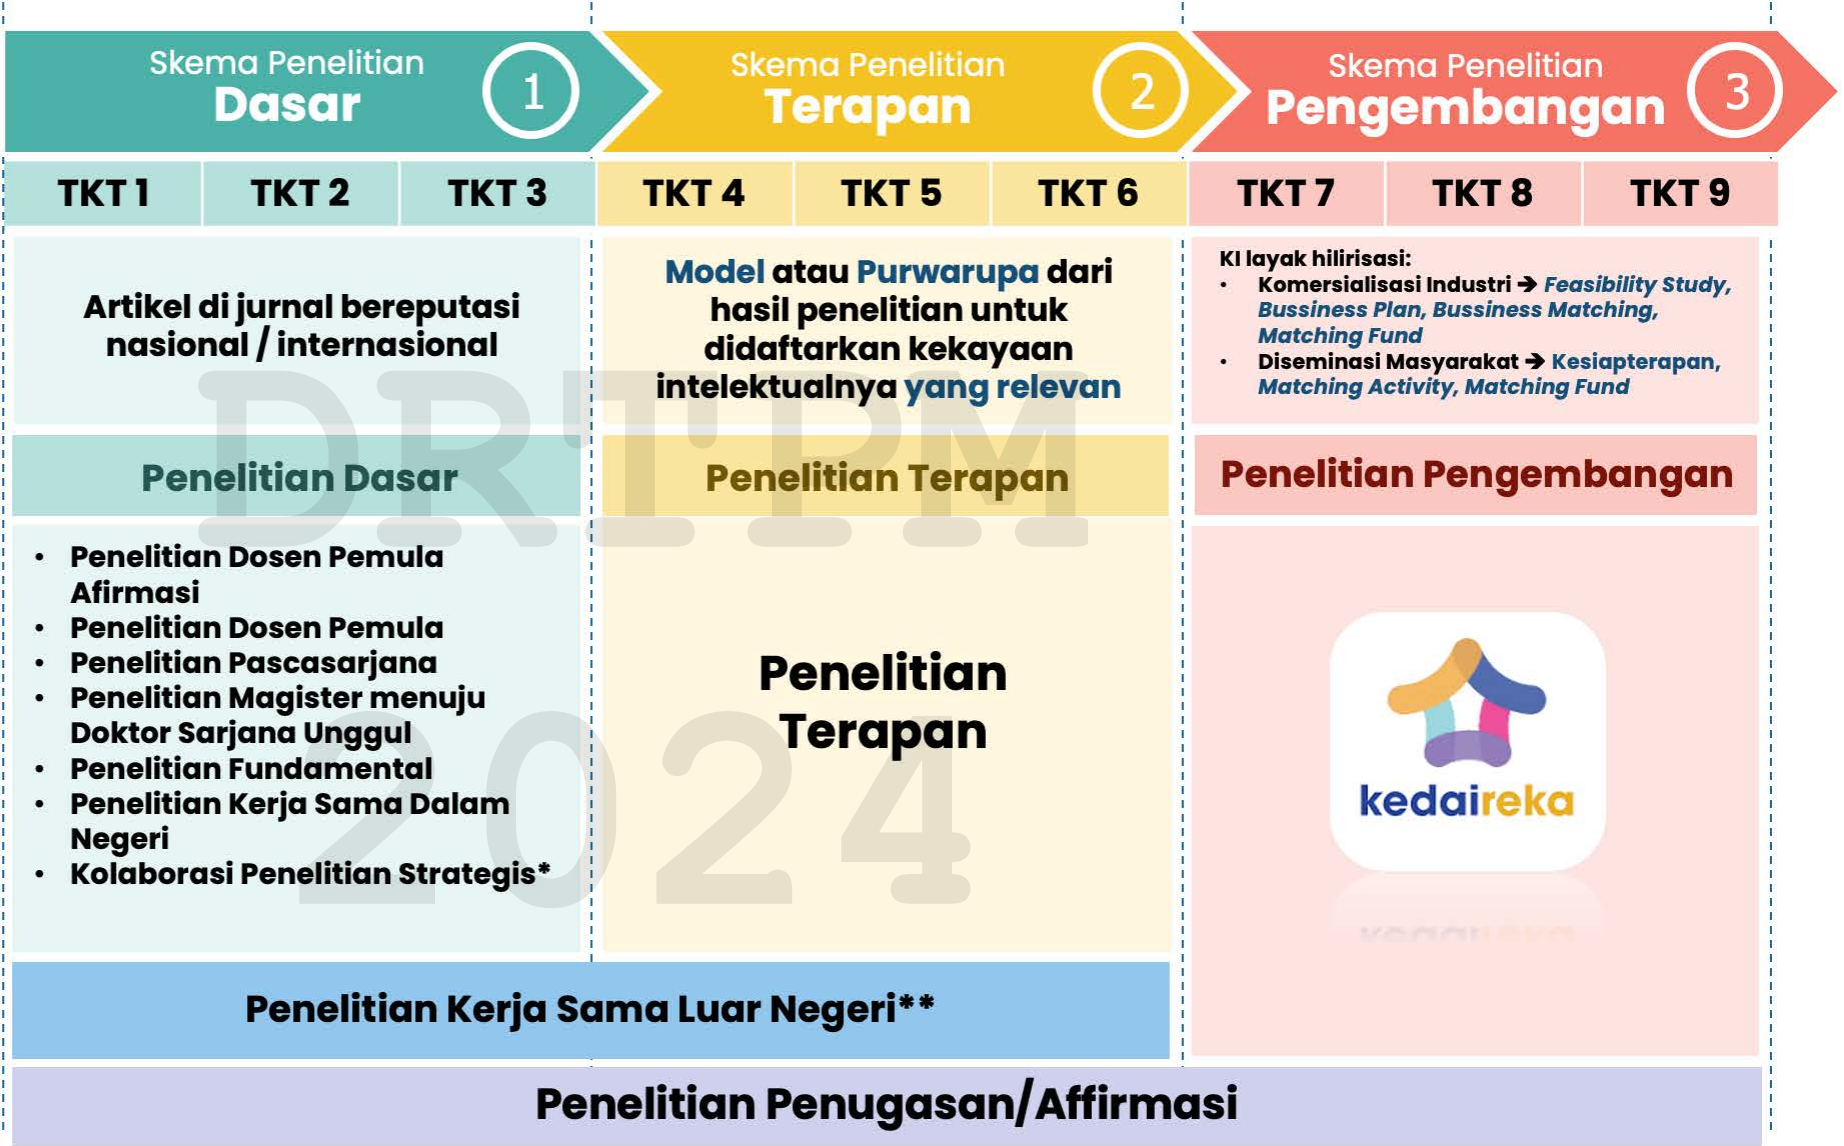 Skema Penelitian
Dasar
1
Skema Penelitian
Terapan
2
Skema Penelitian
Pengembangan
3
TKT 1
TKT 2
TKT 3
TKT 4
TKT 5
TKT 6
TKT 7
TKT 8
TKT 9
Artikel di jurnal bereputasi
nasional / internasional
Model atau Purwarupa dari
hasil penelitian untuk
didaftarkan kekayaan
intelektualnya yang relevan
KI layak hilirisasi:
• Komersialisasi Industri ➔ Feasibility Study,
Bussiness Plan, Bussiness Matching,
Matching Fund
• Diseminasi Masyarakat ➔ Kesiapterapan,
Matching Activity, Matching Fund
Penelitian Dasar
Penelitian Terapan
Penelitian Pengembangan
• Penelitian Dosen Pemula
Afirmasi
• Penelitian Dosen Pemula
• Penelitian Pascasarjana
• Penelitian Magister menuju
Doktor Sarjana Unggul
• Penelitian Fundamental
• Penelitian Kerja Sama Dalam
Negeri
• Kolaborasi Penelitian Strategis*
Penelitian
Terapan
kedaireka
Penelitian Kerja Sama Luar Negeri**
Penelitian Penugasan/Affirmasi
DRTPM
2024